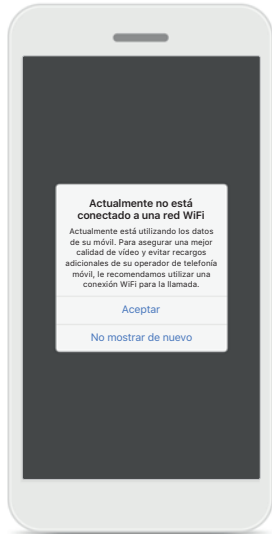 Actualmente no está
conectado a una red WiFi
Actualmente está utilizando los datos
de su móvil. Para asegurar una mejor
calidad de vídeo y evitar recargos
adicionales de su operador de telefonía
móvil, le recomendamos utilizar una
conexión WiFi para la llamada.
Aceptar
No mostrar de nuevo